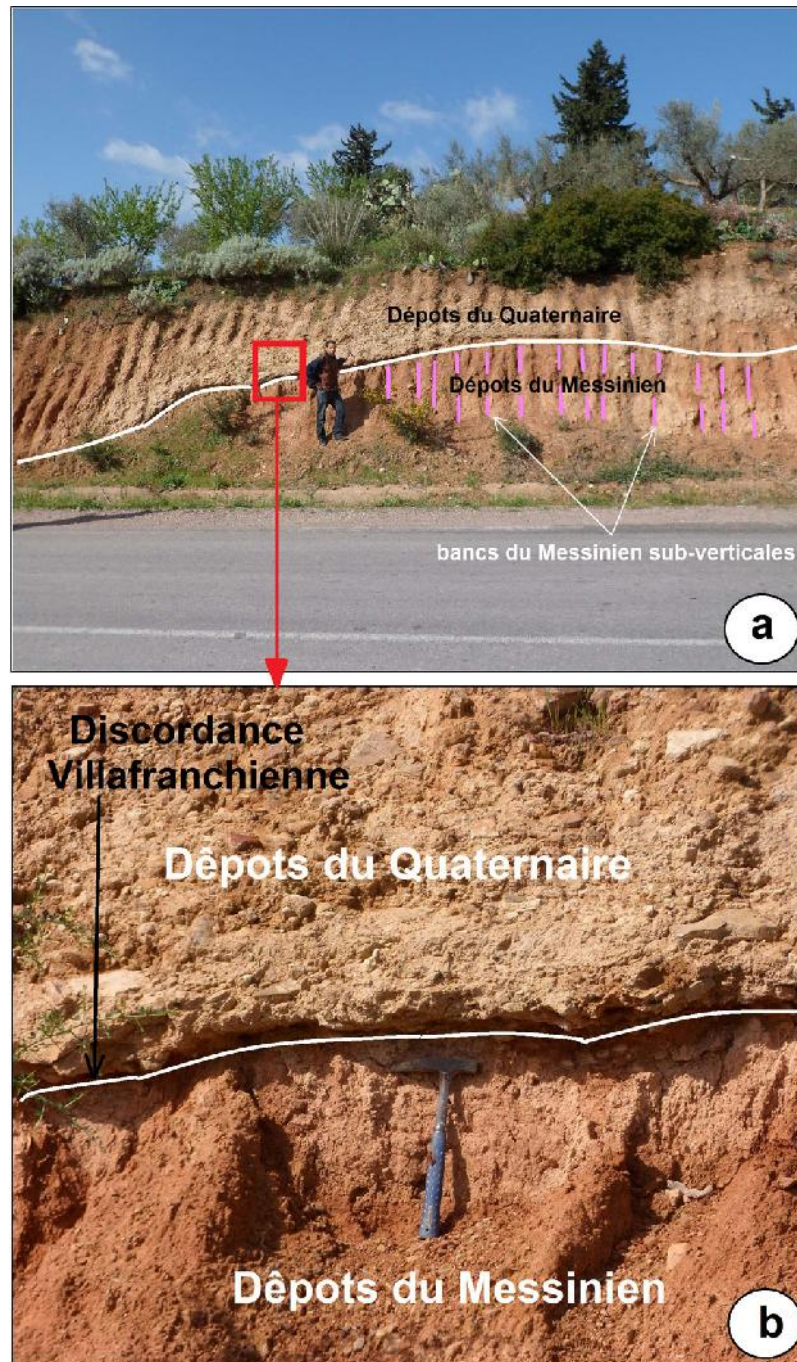 Dépots du Quaternaire
Dépots du Messinien
bancs du Messinien sub-verticales
a
Discordance
Villafranchienne
Dêpots du Quaternaire
Dêpots du Messinien
b